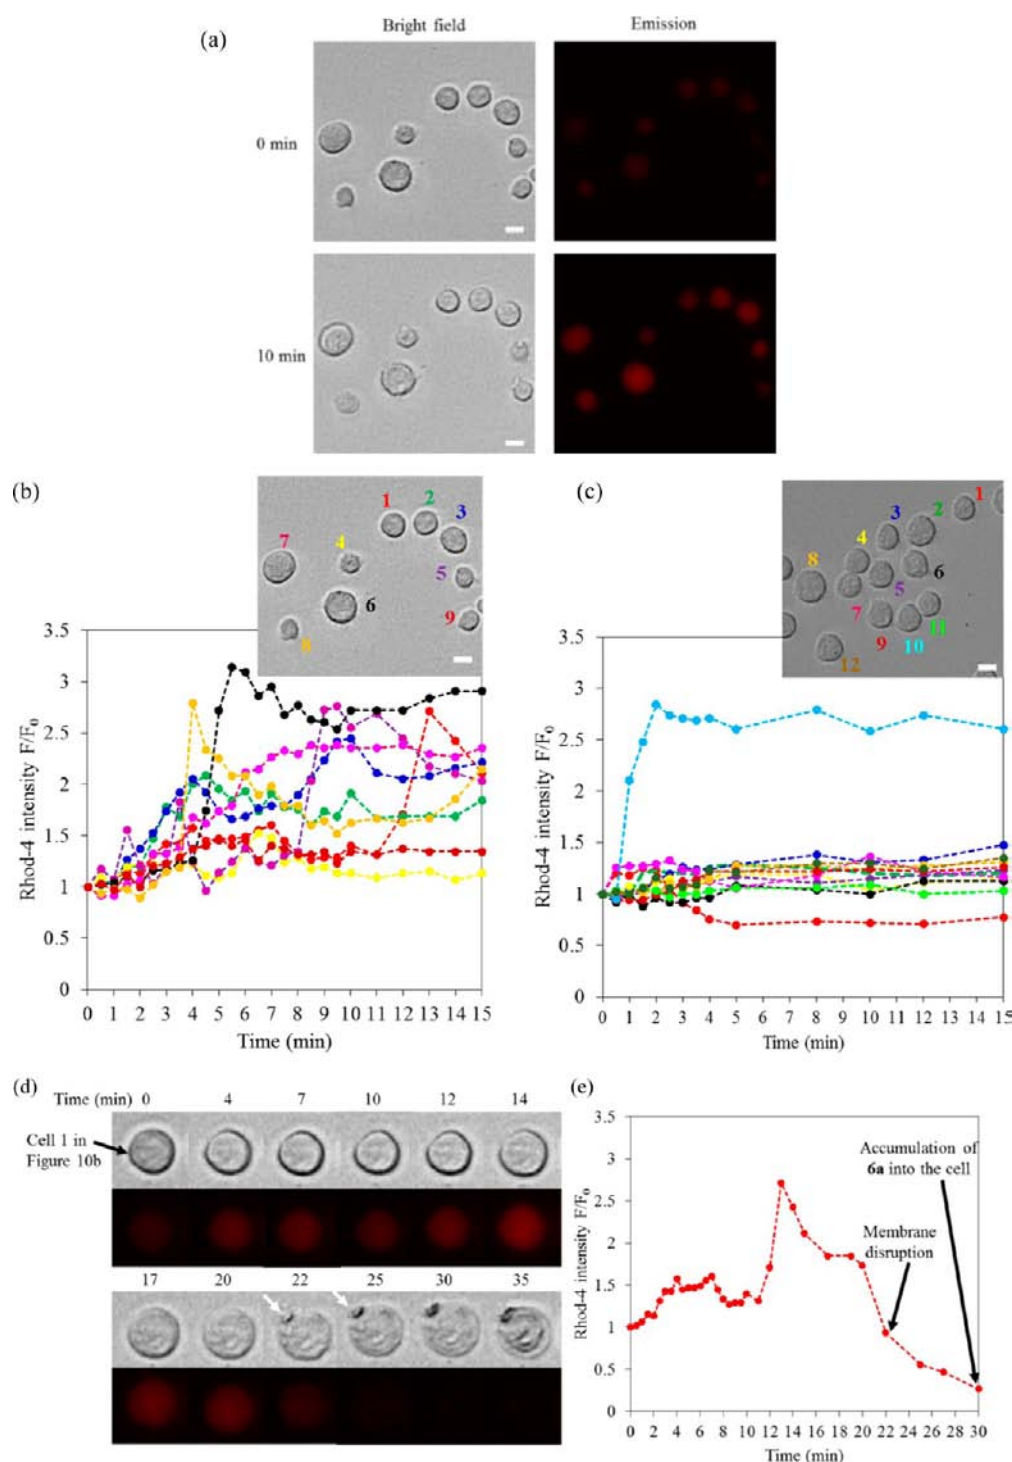 (a)
Bright field Emission
0 min
10 min
(b)
1 2 3
7 4
5
6
9
8
Rhod-4 intensity F/F0
3.5
3
2.5
2
1.5
1
0.5
0
0 1 2 3 4 5 6 7 8 9 10 11 12 13 14 15
Time (min)
(c)
1
2
3
4
8
6
5
7
11
9 10
12
Rhod-4 intensity F/F0
3.5
3
2.5
2
1.5
1
0.5
0
0 1 2 3 4 5 6 7 8 9 10 11 12 13 14 15
Time (min)
(d)
Time (min) 0 4 7 10 12 14
Cell 1 in
Figure 10b
17 20 22 25 30 35
(e)
Rhod-4 intensity F/F0
3.5
3
2.5
2
1.5
1
0.5
0
Accumulation of
6a into the cell
Membrane
disruption
0 2 4 6 8 10 12 14 16 18 20 22 24 26 28 30
Time (min)